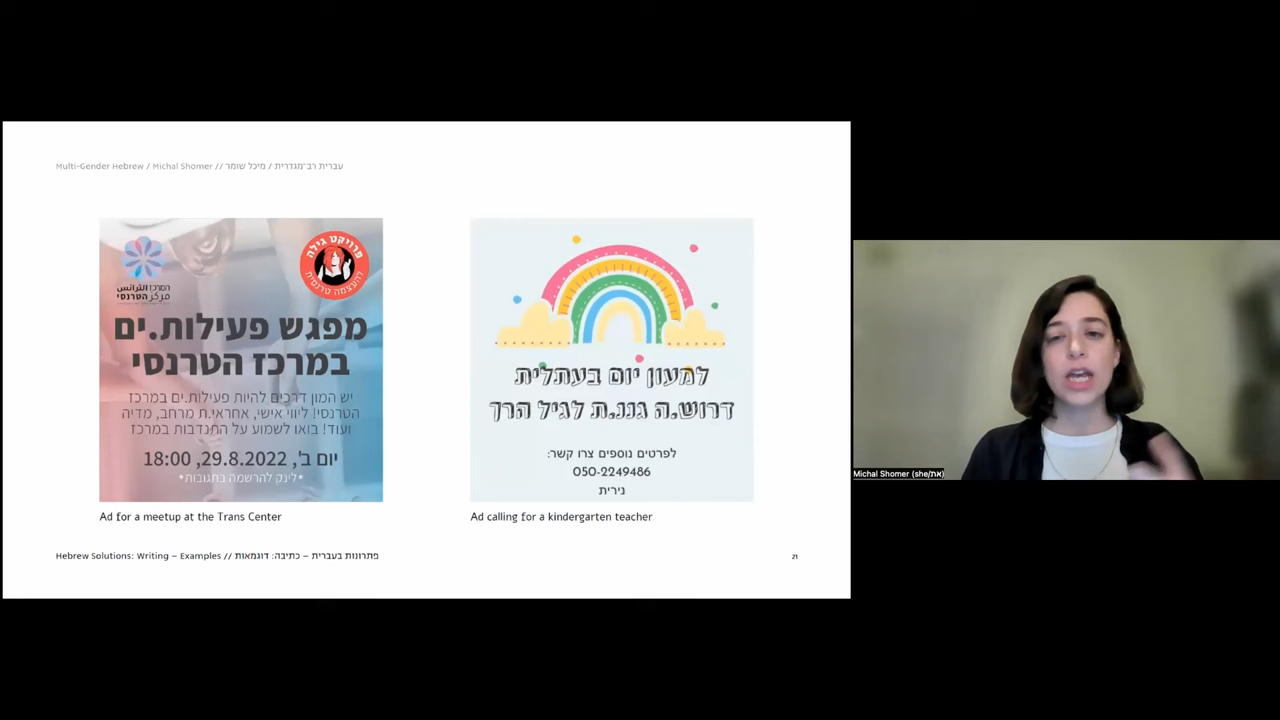 Multi-Gender Hebrew / Michal Shomer // עברית רב־מגדרית / מיכל שומר
פרויקט גילה
להעצמה טרנסית
המרכז הטרנסי
מפגש פעילות.ים
במרכז הטרנסי
יש המון דרכים להיות פעילות.ים במרכז
הטרנסי! ליווי אישי, אחראי.ת מרחב, מדיה
ועוד! בואו לשמוע על התנדבות במרכז
יום ב', 29.8.2022, 18:00
*לינק להרשמה בתגובות*
Ad for a meetup at the Trans Center
למעון יום בעתלית
דרוש.ה גננ.ת לגיל הרך
לפרטים נוספים צרו קשר:
050-2249486
נירית
Ad calling for a kindergarten teacher
Hebrew Solutions: Writing – Examples // פתרונות בעברית – כתיבה: דוגמאות
21
Michal Shomer (she/את)